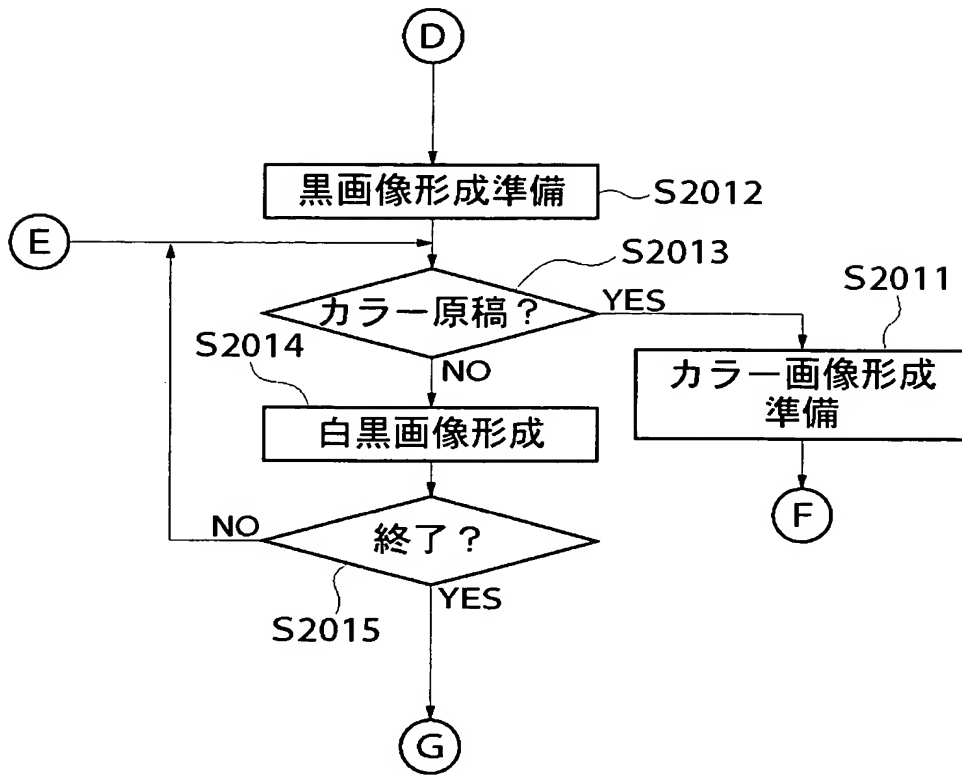 D
黒画像形成準備
S2012
E
S2013
カラー原稿？
YES
S2011
カラー画像形成
準備
F
S2014
NO
白黒画像形成
NO
終了？
YES
S2015
G